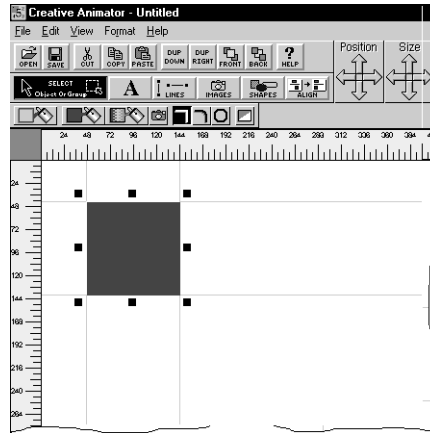 Creative Animator - Untitled
File Edit View Format Help
OPEN SAVE CUT COPY PASTE DUP DOWN DUP RIGHT FRONT BACK HELP
Position Size
SELECT Object Or Group A LINES IMAGES SHAPES ALIGN
24 48 72 96 120 144 168 192 216 240 264 288 312 336 360 384
24
48
72
96
120
144
168
192
216
240
264